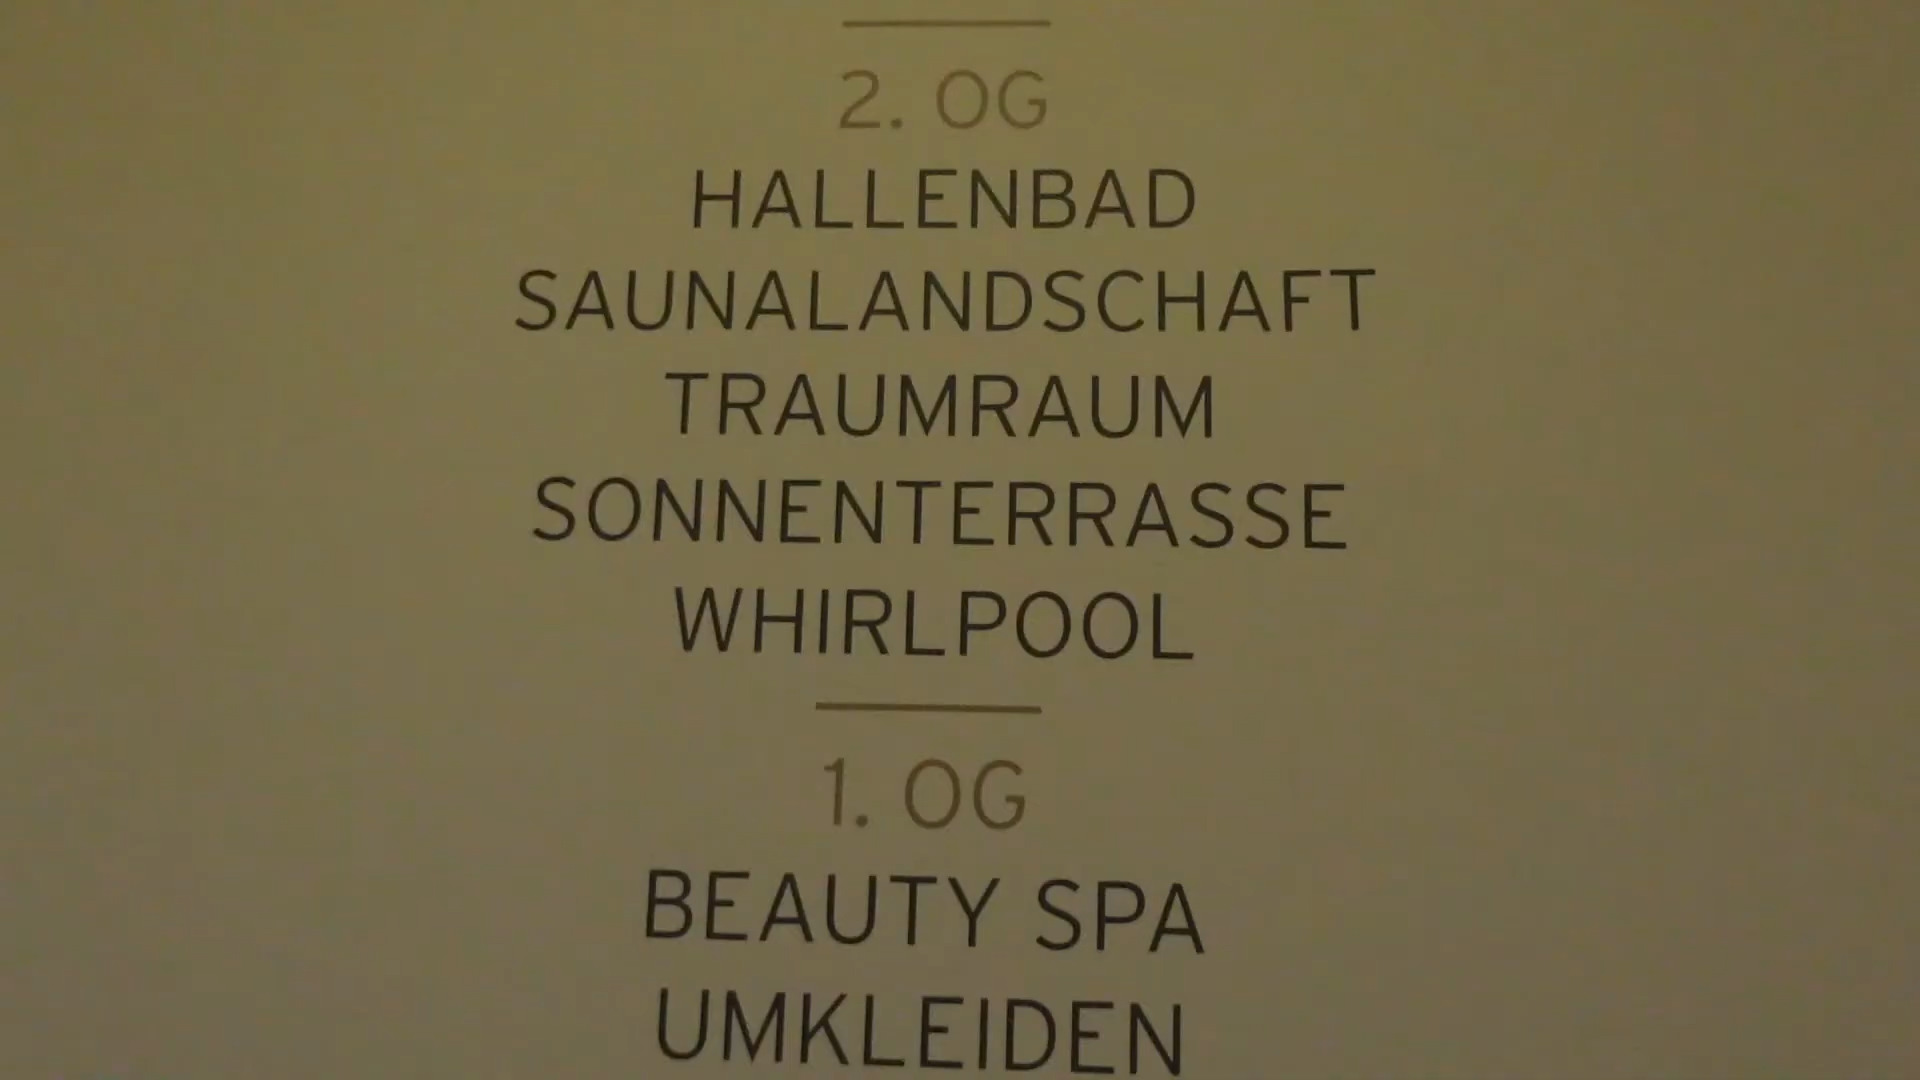 2. OG
HALLENBAD
SAUNALANDSCHAFT
TRAUMRAUM
SONNENTERRASSE
WHIRLPOOL
1. OG
BEAUTY SPA
UMKLEIDEN